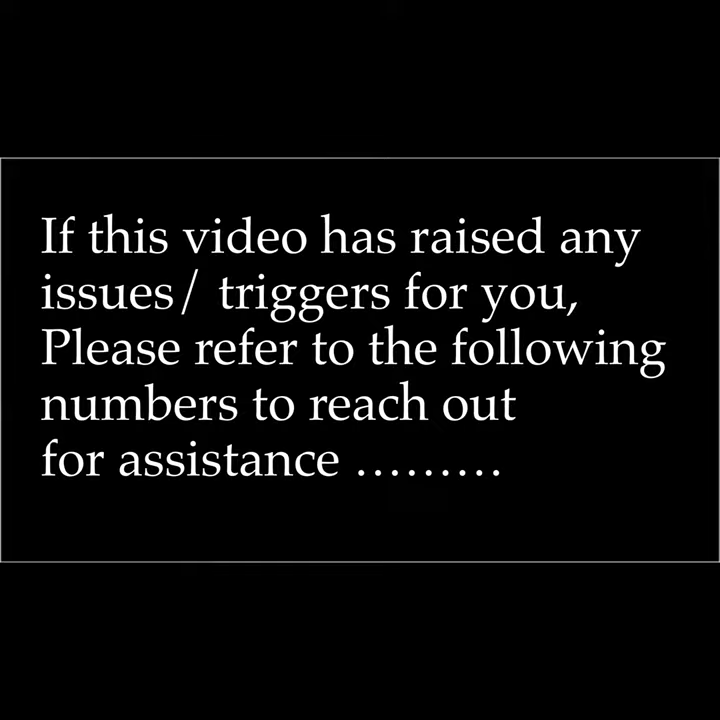 If this video has raised any
issues/ triggers for you,
Please refer to the following
numbers to reach out
for assistance .........